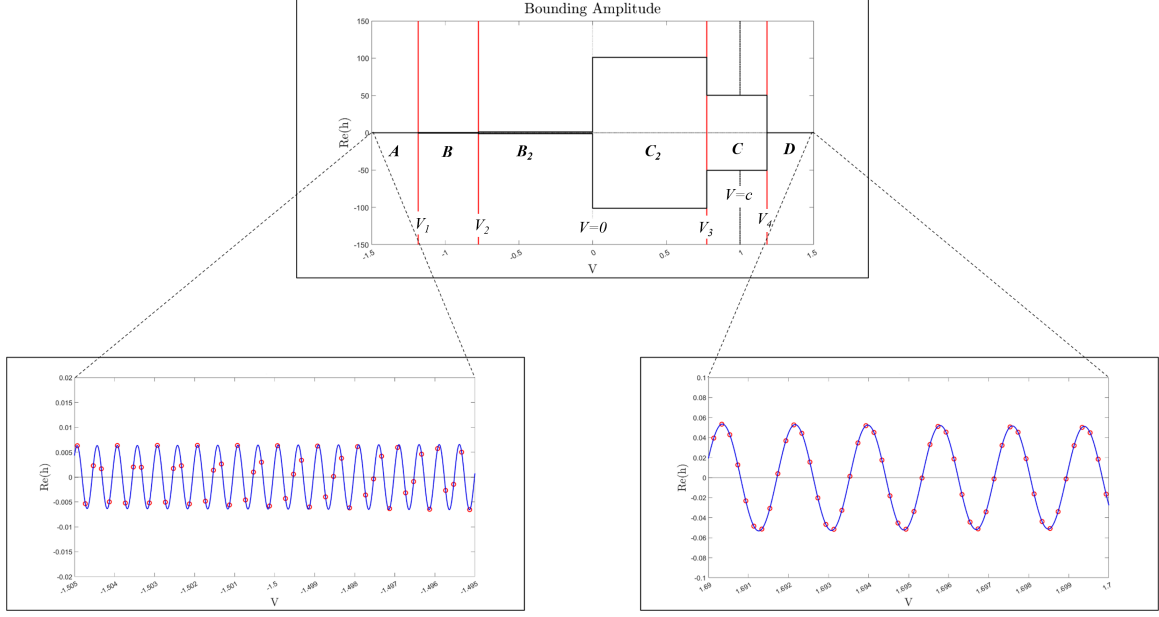 Bounding Amplitude
150
100
50
0
-50
-100
-150
Re(h)
A
B
B2
C2
C
D
V=c
V1
V2
V=0
V3
V4
-1.5
-1
-0.5
0
0.5
1
1.5
V
0.02
0.015
0.01
0.005
0
-0.005
-0.01
-0.015
-0.02
Re(h)
-1.505
-1.504
-1.503
-1.502
-1.501
-1.5
-1.499
-1.498
-1.497
-1.496
-1.495
V
0.1
0.08
0.06
0.04
0.02
0
-0.02
-0.04
-0.06
-0.08
-0.1
Re(h)
1.69
1.691
1.692
1.693
1.694
1.695
1.696
1.697
1.698
1.699
1.7
V